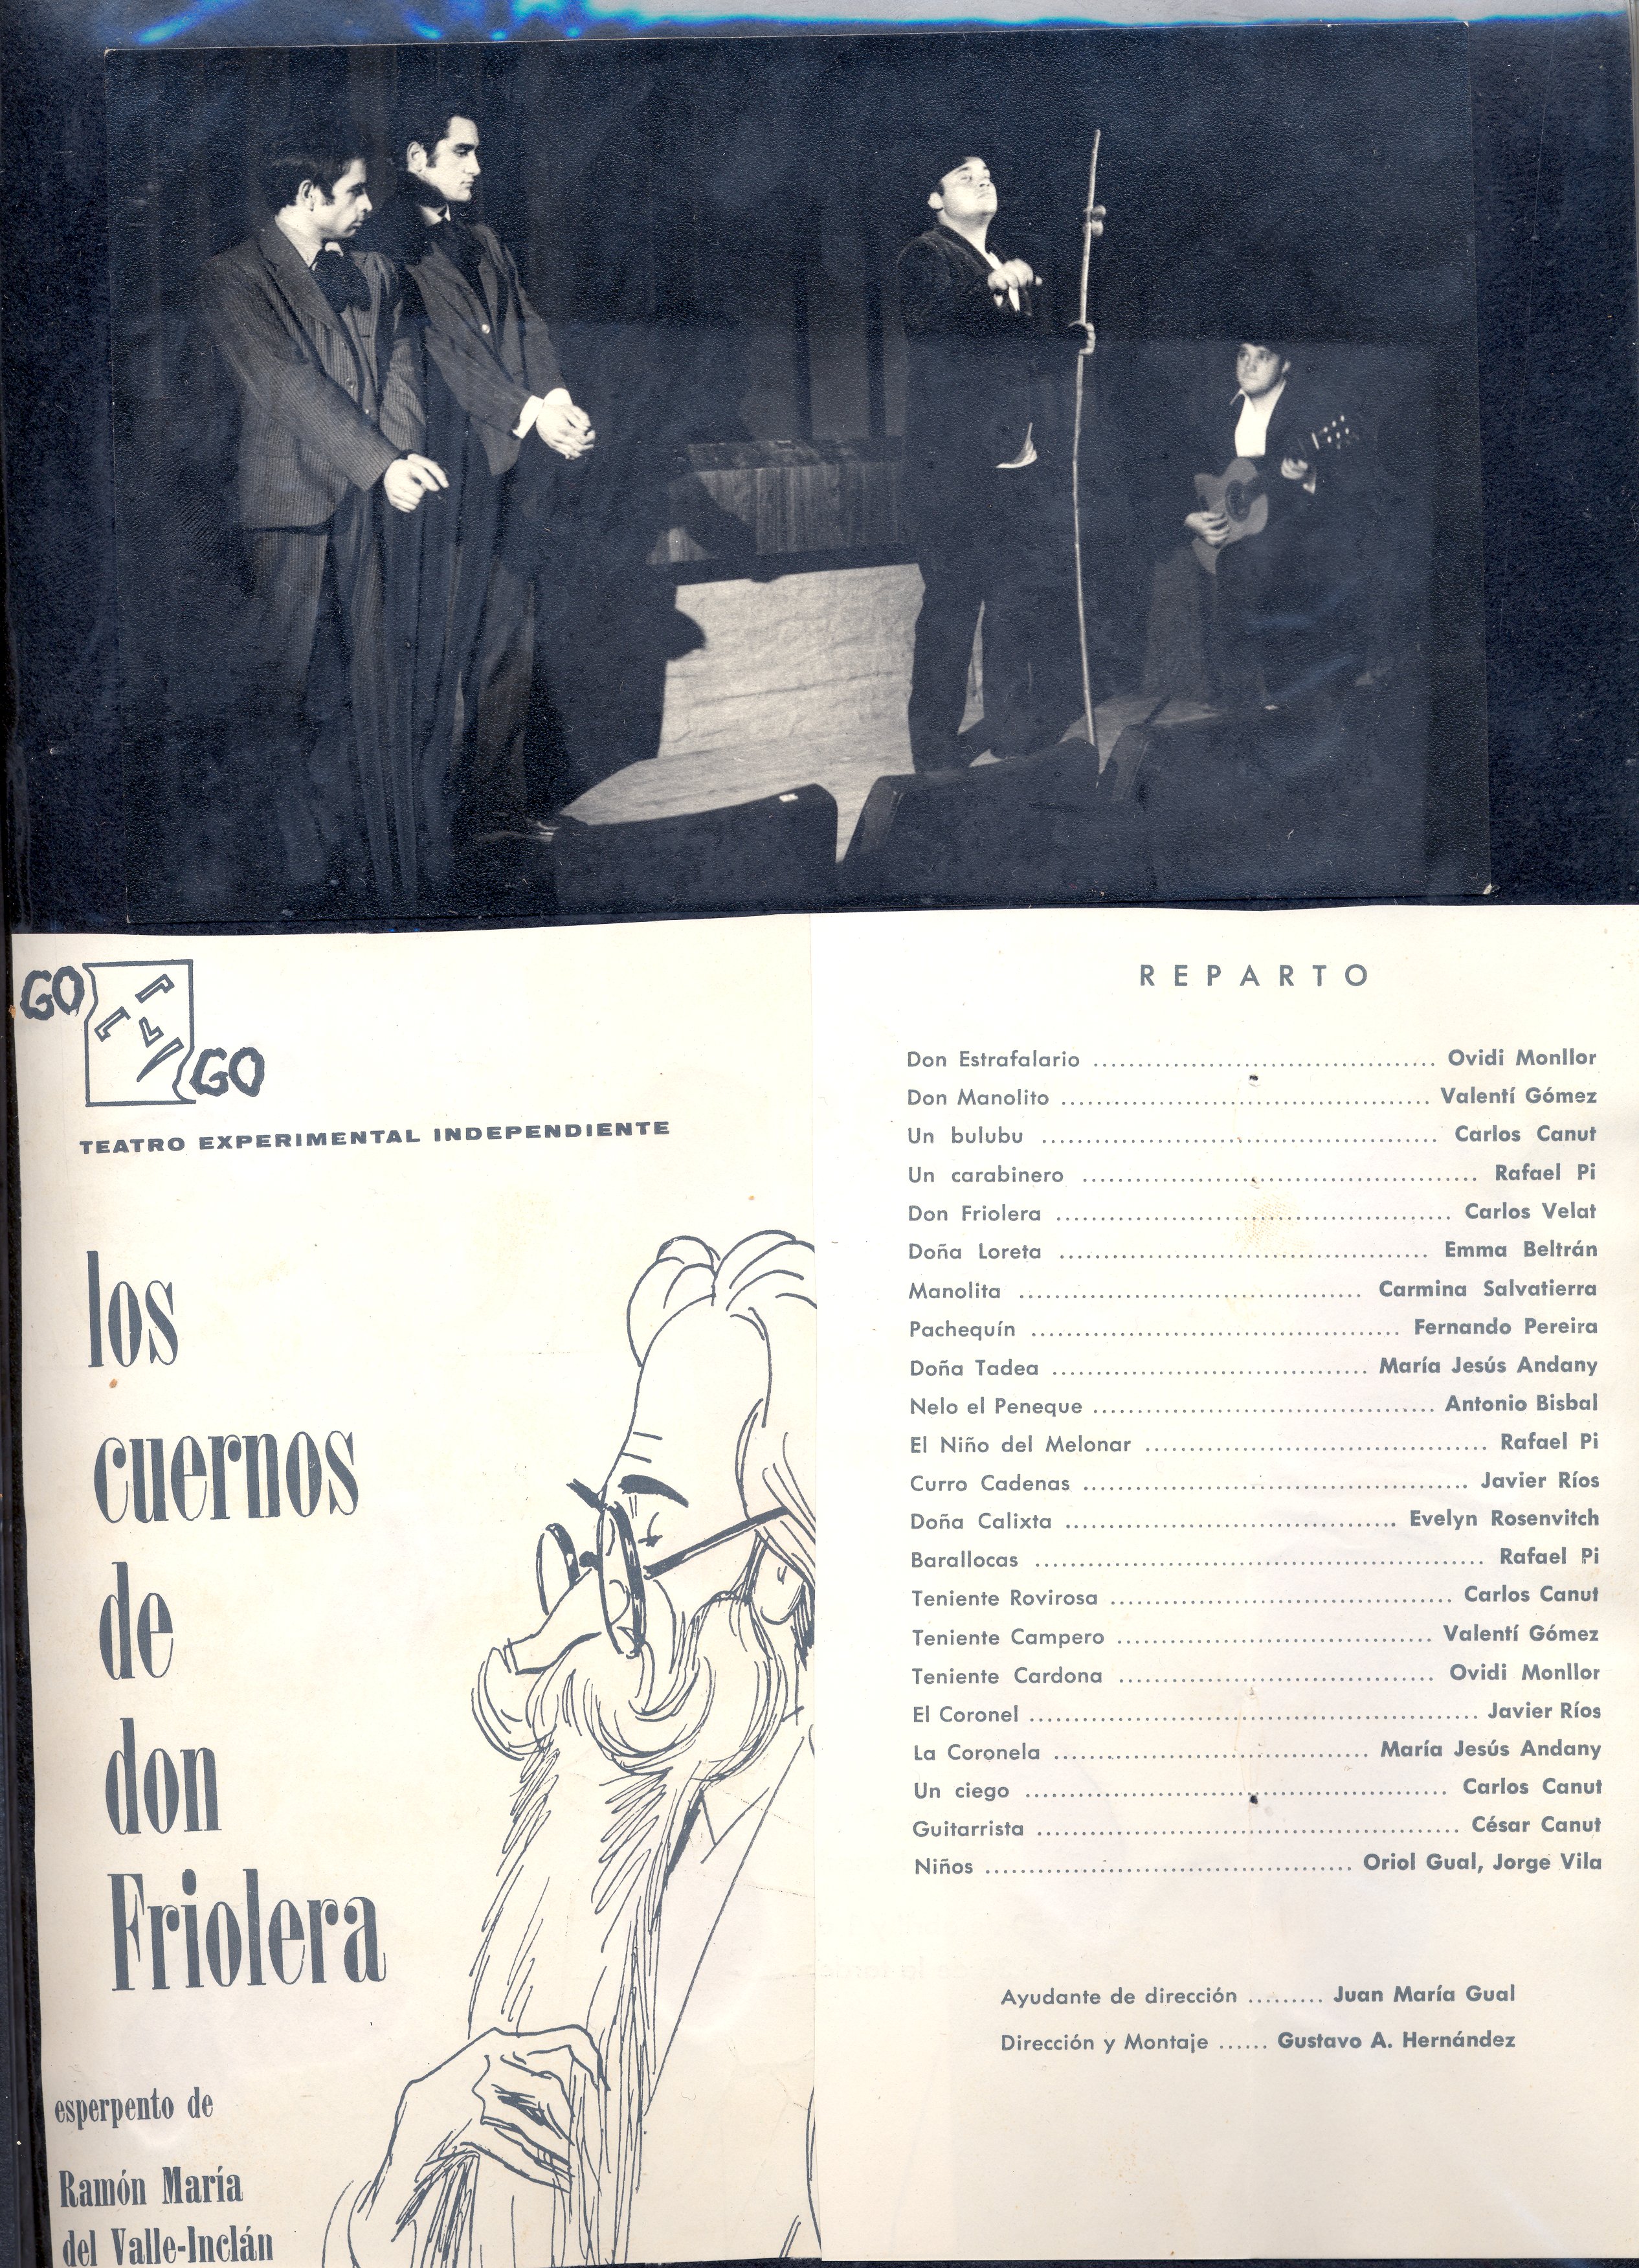 GO
GO
TEATRO EXPERIMENTAL INDEPENDIENTE
los
cuernos
de
don
Friolera
esperpento de
Ramón María
del Valle-Inclán
REPARTO
Don Estrafalario ........ Ovidi Monllor
Don Manolito ........ Valentí Gómez
Un bulubu ........ Carlos Canut
Un carabinero ........ Rafael Pi
Don Friolera ........ Carlos Velat
Doña Loreta ........ Emma Beltrán
Manolita ........ Carmina Salvatierra
Pachequín ........ Fernando Pereira
Doña Tadea ........ María Jesús Andany
Nelo el Peneque ........ Antonio Bisbal
El Niño del Melonar ........ Rafael Pi
Curro Cadenas ........ Javier Ríos
Doña Calixta ........ Evelyn Rosenvitch
Barallocas ........ Rafael Pi
Teniente Rovirosa ........ Carlos Canut
Teniente Campero ........ Valentí Gómez
Teniente Cardona ........ Ovidi Monllor
El Coronel ........ Javier Ríos
La Coronela ........ María Jesús Andany
Un ciego ........ Carlos Canut
Guitarrista ........ César Canut
Niños ........ Oriol Gual, Jorge Vila
Ayudante de dirección ......... Juan María Gual
Dirección y Montaje ...... Gustavo A. Hernández